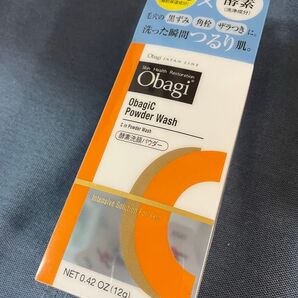 酵素
(洗浄成分)
毛穴の 黒ずみ 角栓 ザラつき に。
洗った瞬間つるり肌。
Obagi JAPAN LINE
Skin Health Restoration
Obagi
ObagiC
Powder Wash
C in Powder Wash
酵素洗顔パウダー
Intensive Solution For
NET 0.42 OZ (12g)